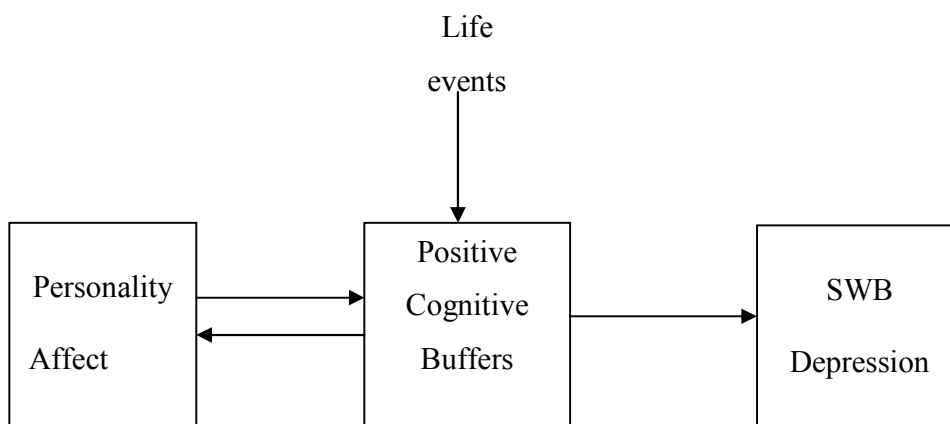 Life
events
Personality
Affect
Positive
Cognitive
Buffers
SWB
Depression